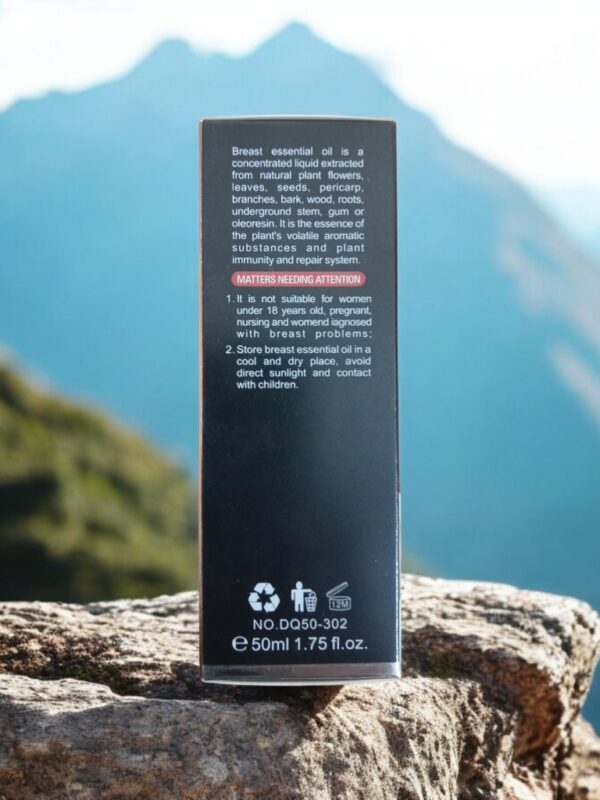 Breast essential oil is a
concentrated liquid extracted
from natural plant flowers,
leaves, seeds, pericarp,
branches, bark, wood, roots,
underground stem, gum or
oleoresin. It is the essence of
the plant's volatile aromatic
substances and plant
immunity and repair system.
MATTERS NEEDING ATTENTION
1. It is not suitable for women
under 18 years old, pregnant,
nursing and womend iagnosed
with breast problems;
2. Store breast essential oil in a
cool and dry place, avoid
direct sunlight and contact
with children.
12M
NO.DQ50-302
℮ 50ml 1.75 fl.oz.